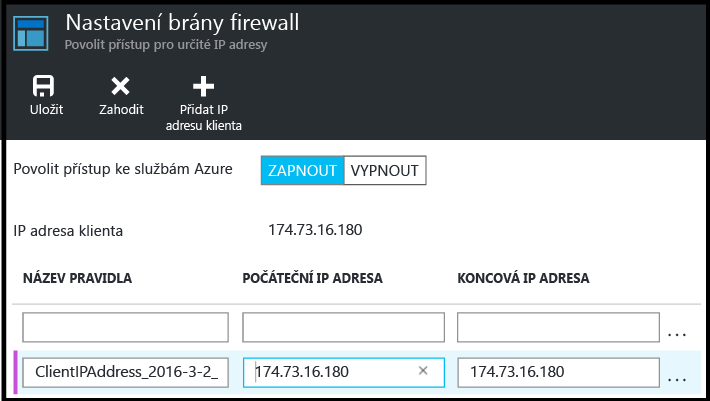 Nastavení brány firewall
Povolit přístup pro určité IP adresy
Uložit
Zahodit
Přidat IP
adresu klienta
Povolit přístup ke službám Azure
ZAPNOUT
VYPNOUT
IP adresa klienta
174.73.16.180
NÁZEV PRAVIDLA
POČÁTEČNÍ IP ADRESA
KONCOVÁ IP ADRESA
...
ClientIPAddress_2016-3-2_
174.73.16.180
174.73.16.180
...